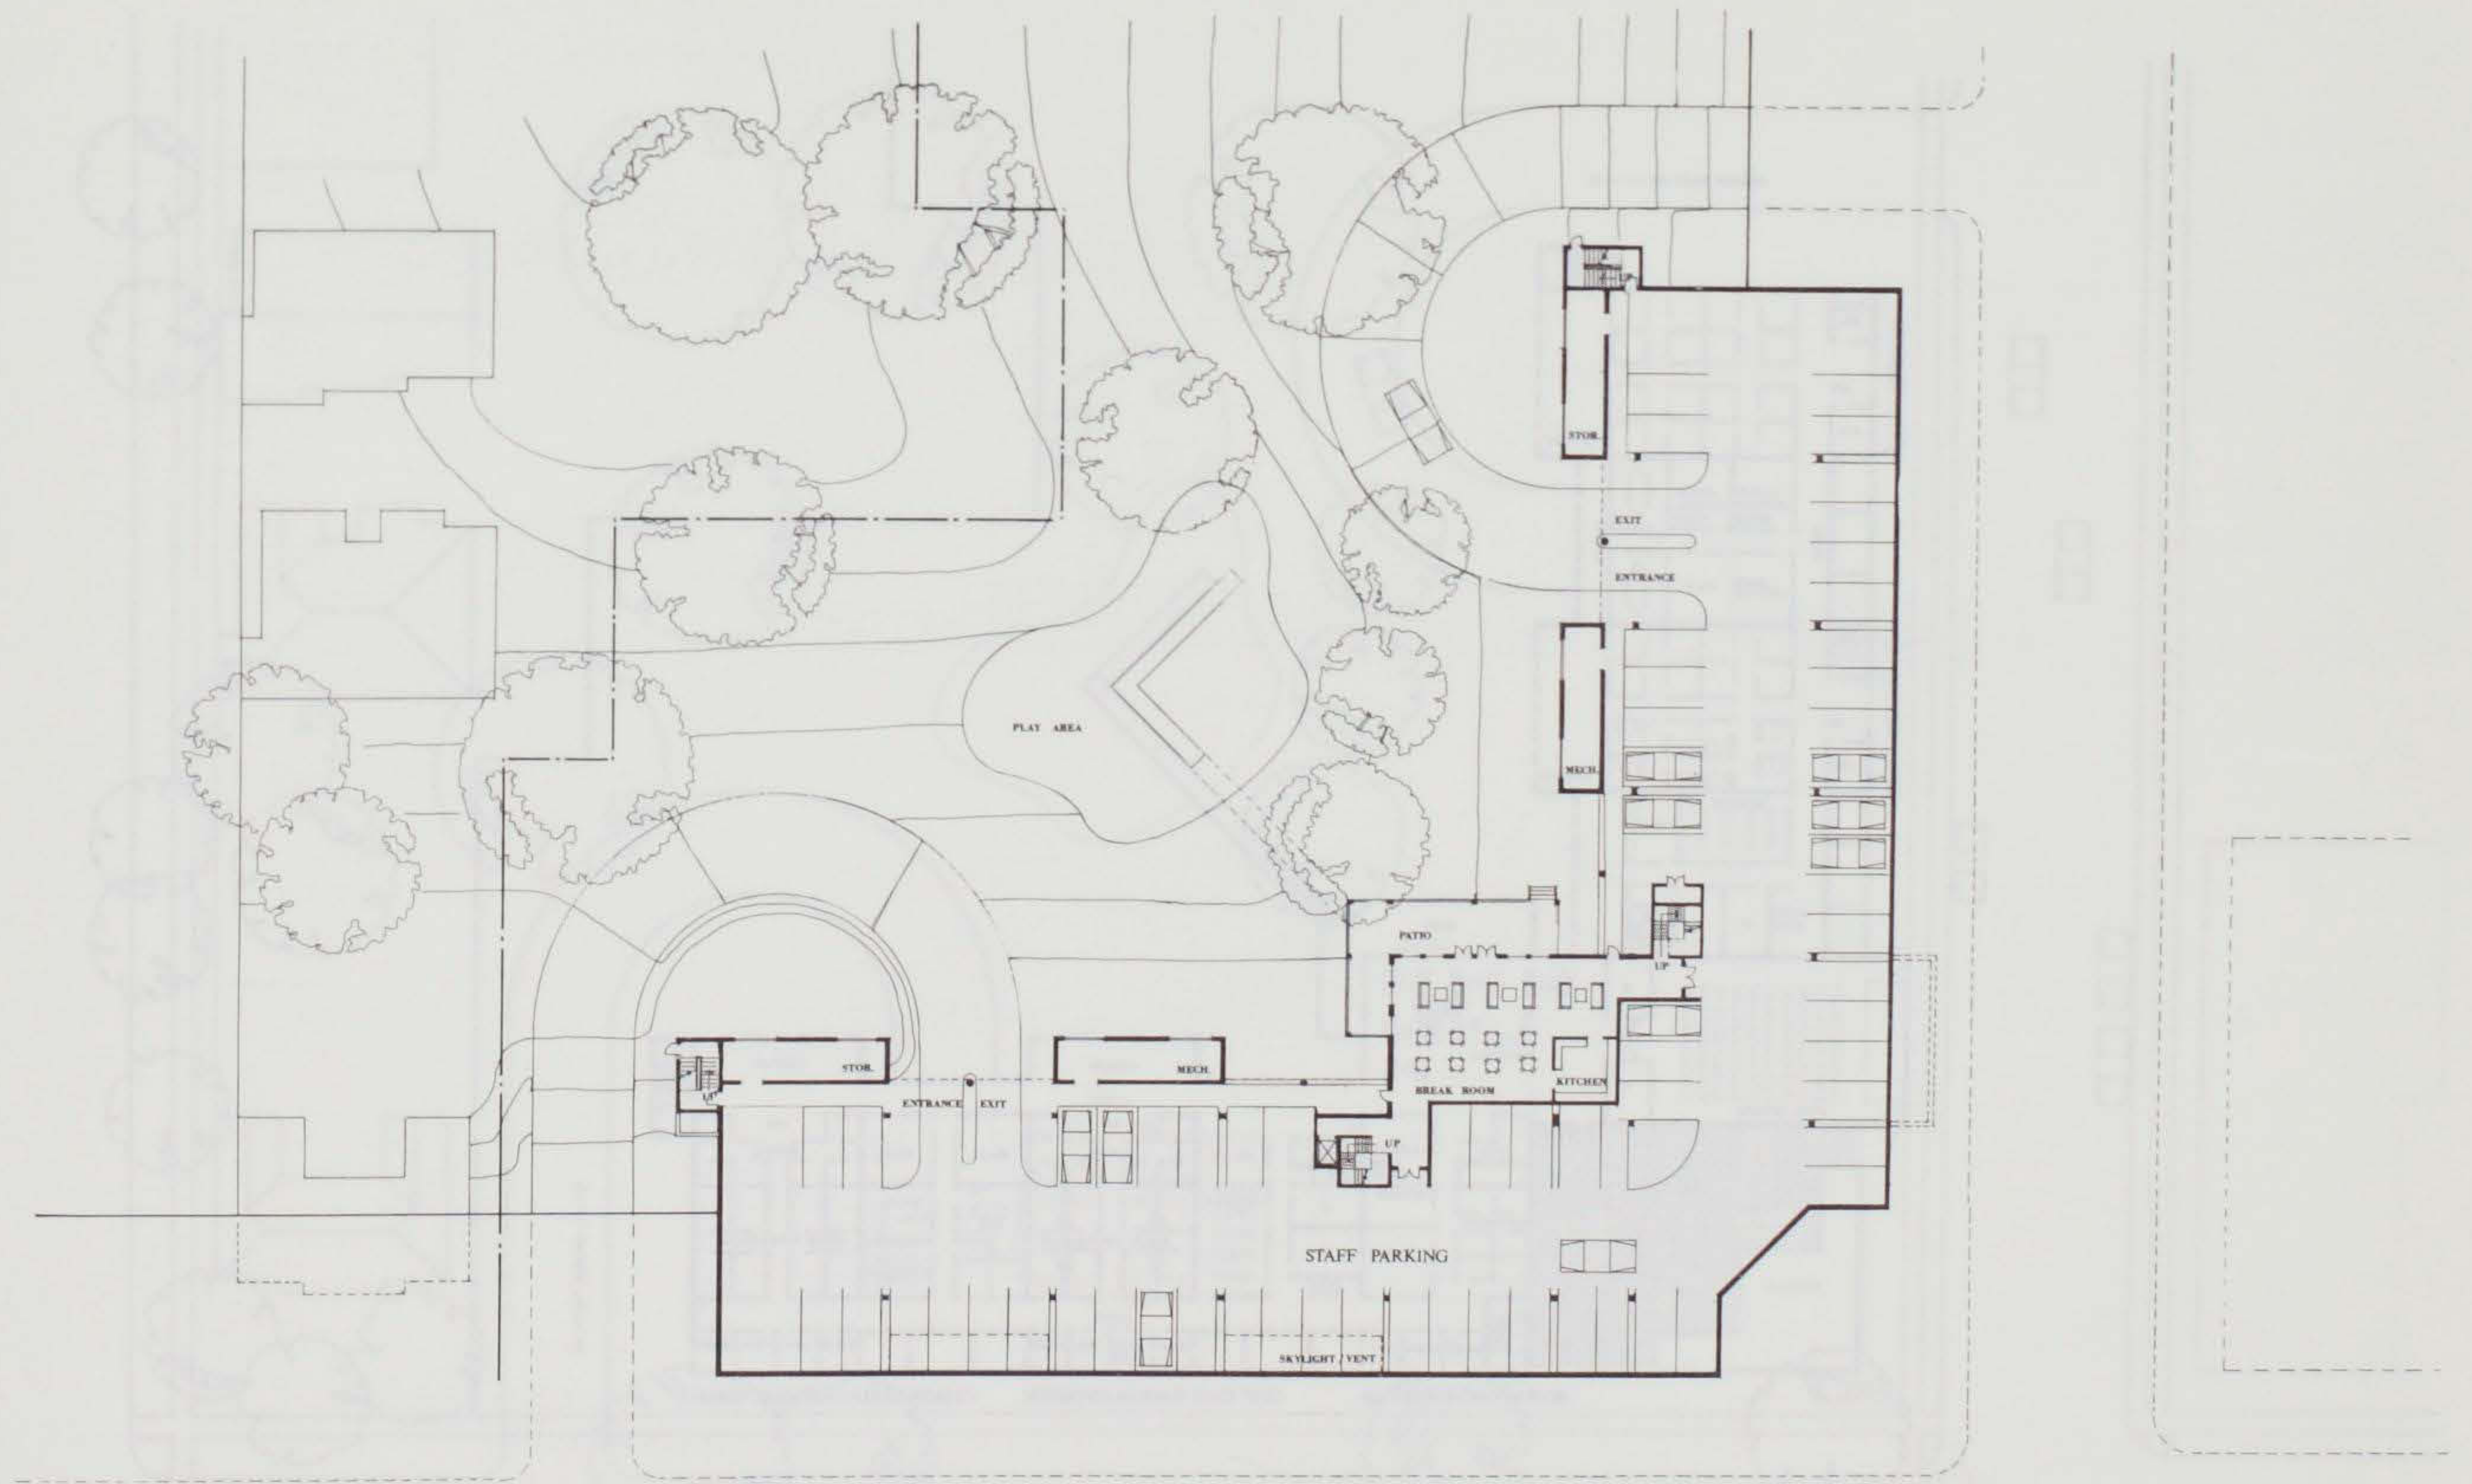 STOR.
EXIT
ENTRANCE
PLAY AREA
MECH.
PATIO
UP
STOR.
MECH.
KITCHEN
BREAK ROOM
UP
ENTRANCE EXIT
UP
STAFF PARKING
SKYLIGHT / VENT